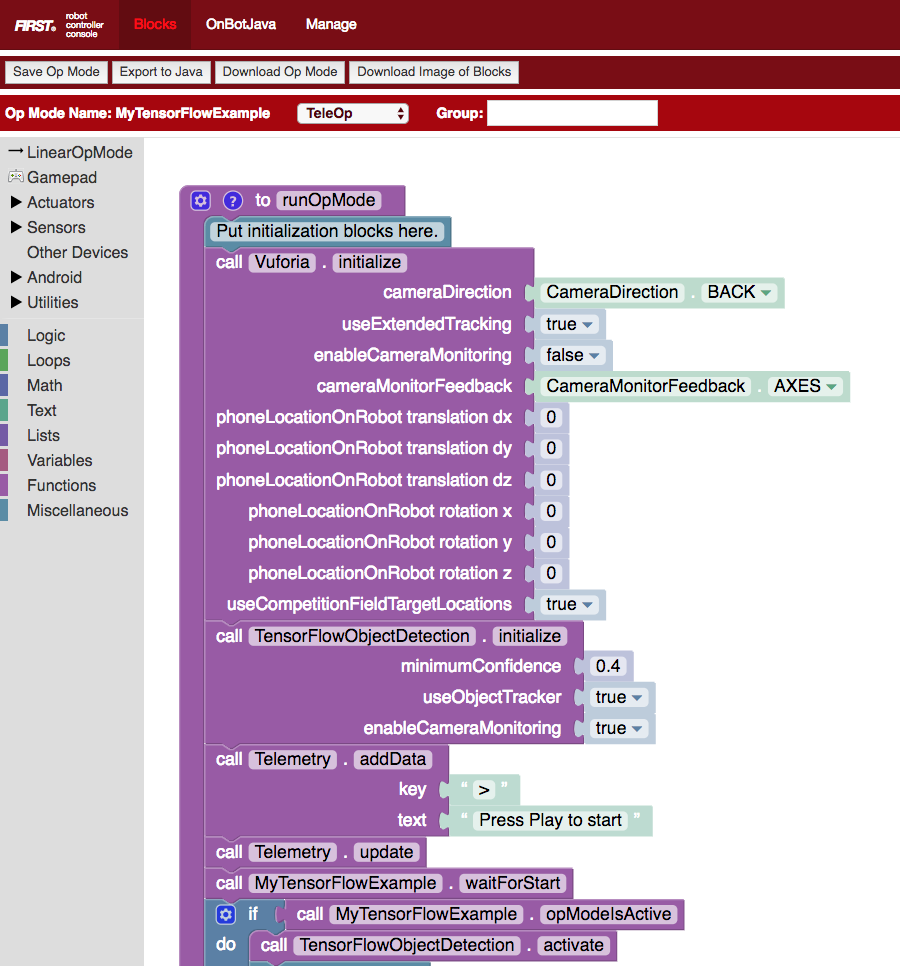 FIRST® robot controller console Blocks OnBotJava Manage
Save Op Mode Export to Java Download Op Mode Download Image of Blocks
Op Mode Name: MyTensorFlowExample TeleOp Group:
LinearOpMode
Gamepad
Actuators
Sensors
Other Devices
Android
Utilities
Logic
Loops
Math
Text
Lists
Variables
Functions
Miscellaneous
? to runOpMode
Put initialization blocks here.
call Vuforia . initialize
cameraDirection CameraDirection . BACK
useExtendedTracking true
enableCameraMonitoring false
cameraMonitorFeedback CameraMonitorFeedback . AXES
phoneLocationOnRobot translation dx 0
phoneLocationOnRobot translation dy 0
phoneLocationOnRobot translation dz 0
phoneLocationOnRobot rotation x 0
phoneLocationOnRobot rotation y 0
phoneLocationOnRobot rotation z 0
useCompetitionFieldTargetLocations true
call TensorFlowObjectDetection . initialize
minimumConfidence 0.4
useObjectTracker true
enableCameraMonitoring true
call Telemetry . addData
key “ > ”
text “ Press Play to start ”
call Telemetry . update
call MyTensorFlowExample . waitForStart
if call MyTensorFlowExample . opModeIsActive
do call TensorFlowObjectDetection . activate